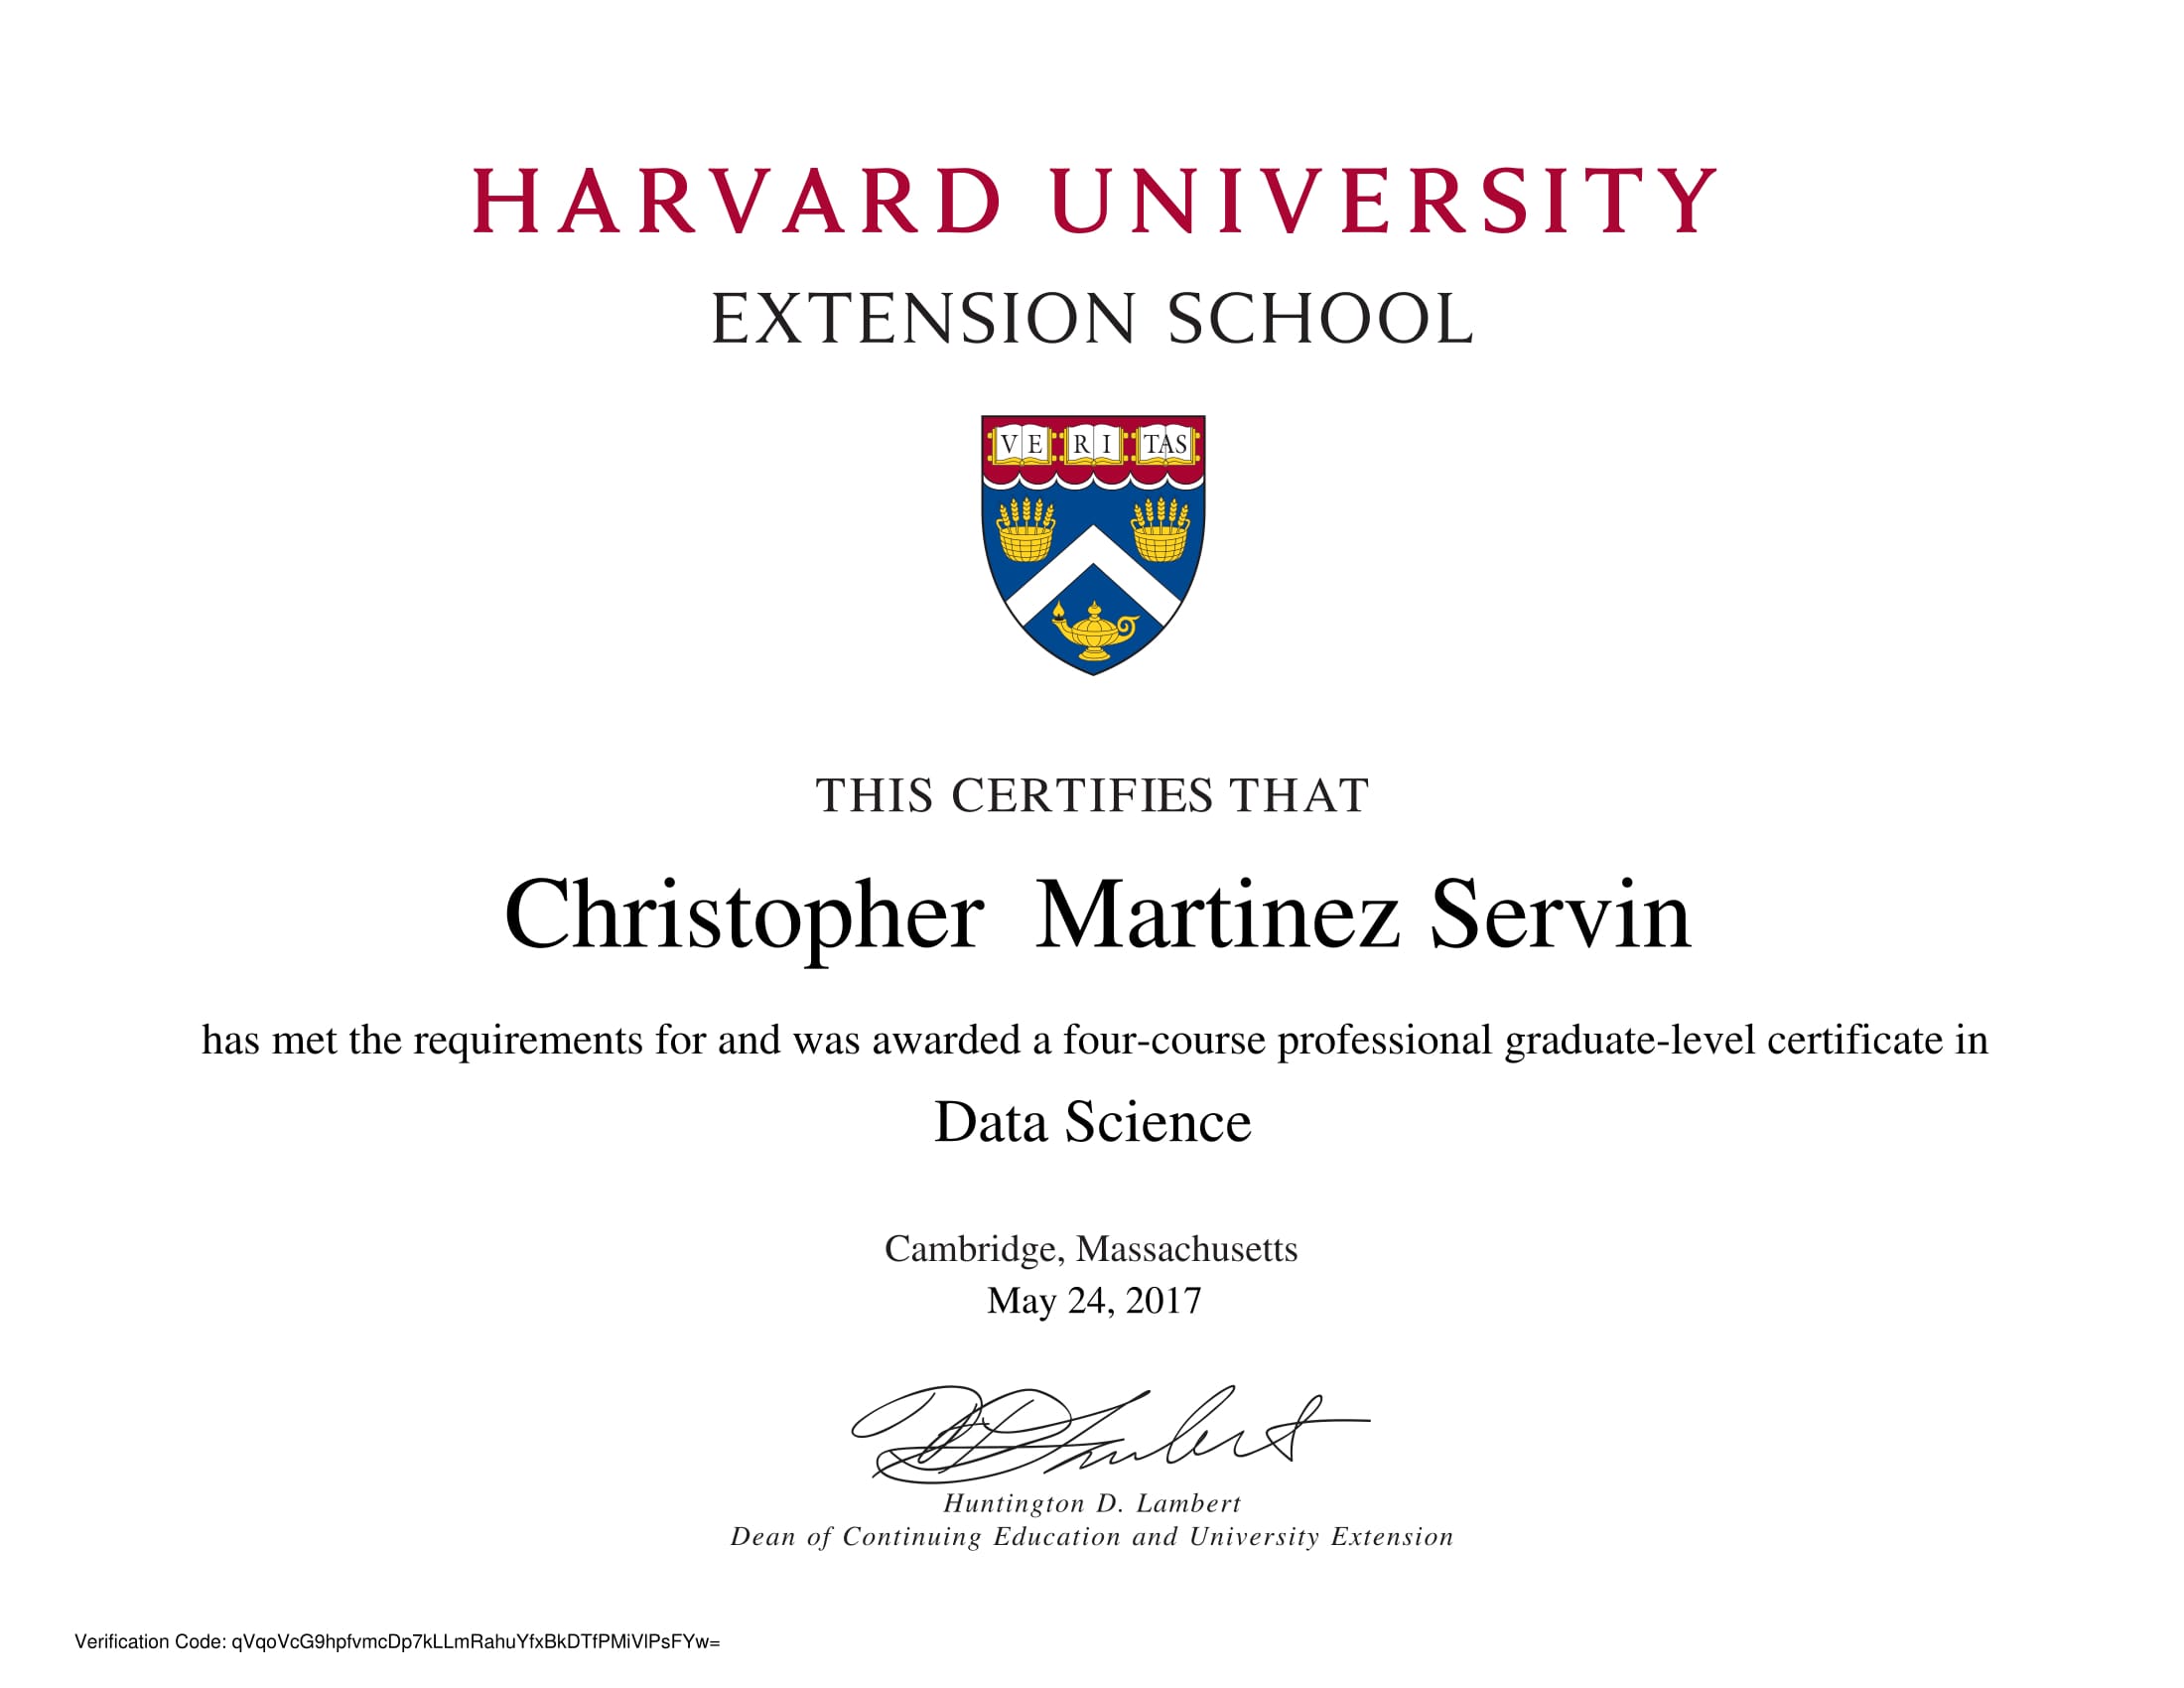 HARVARD UNIVERSITY
EXTENSION SCHOOL
VE RI TAS
THIS CERTIFIES THAT
Christopher Martinez Servin
has met the requirements for and was awarded a four-course professional graduate-level certificate in
Data Science
Cambridge, Massachusetts
May 24, 2017
Huntington D. Lambert
Dean of Continuing Education and University Extension
Verification Code: qVqoVcG9hpfvmcDp7kLLmRahuYfxBkDTfPMiVlPsFYw=